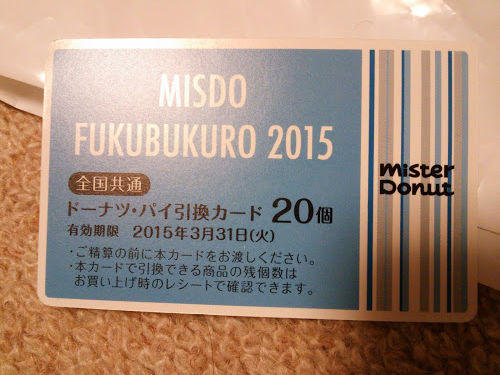 MISDO
FUKUBUKURO 2015
全国共通
ドーナツ・パイ引換カード 20個
有効期限 2015年3月31日(火)
・ご精算の前に本カードをお渡しください。
・本カードで引換できる商品の残個数は
お買い上げ時のレシートで確認できます。
mister
Donut